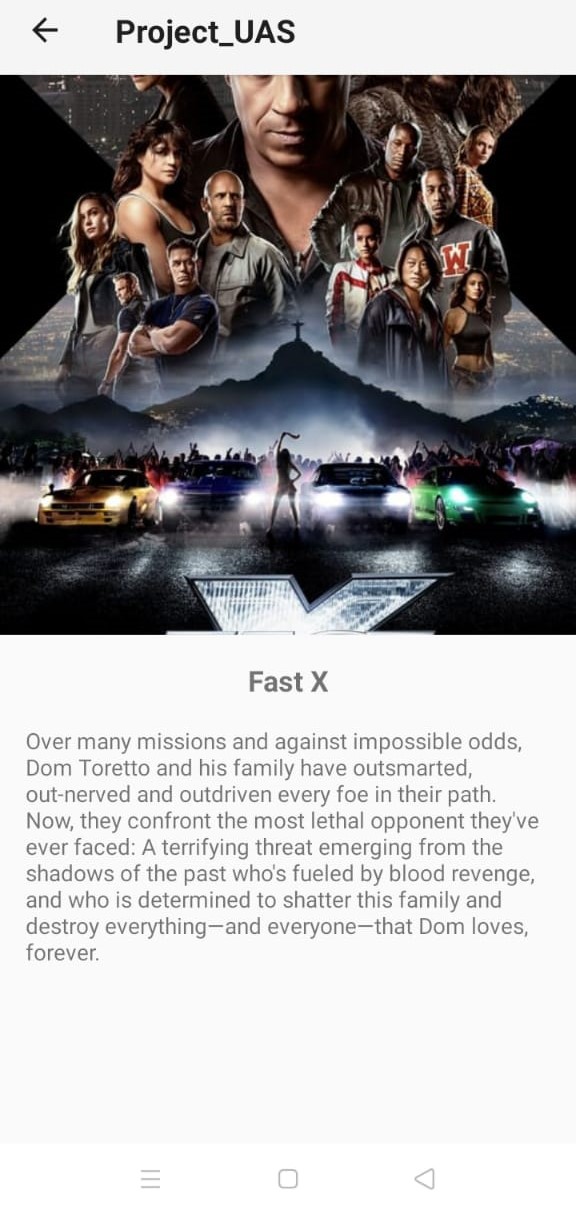 Project_UAS
W
X
Fast X
Over many missions and against impossible odds,
Dom Toretto and his family have outsmarted,
out-nerved and outdriven every foe in their path.
Now, they confront the most lethal opponent they've
ever faced: A terrifying threat emerging from the
shadows of the past who's fueled by blood revenge,
and who is determined to shatter this family and
destroy everything—and everyone—that Dom loves,
forever.